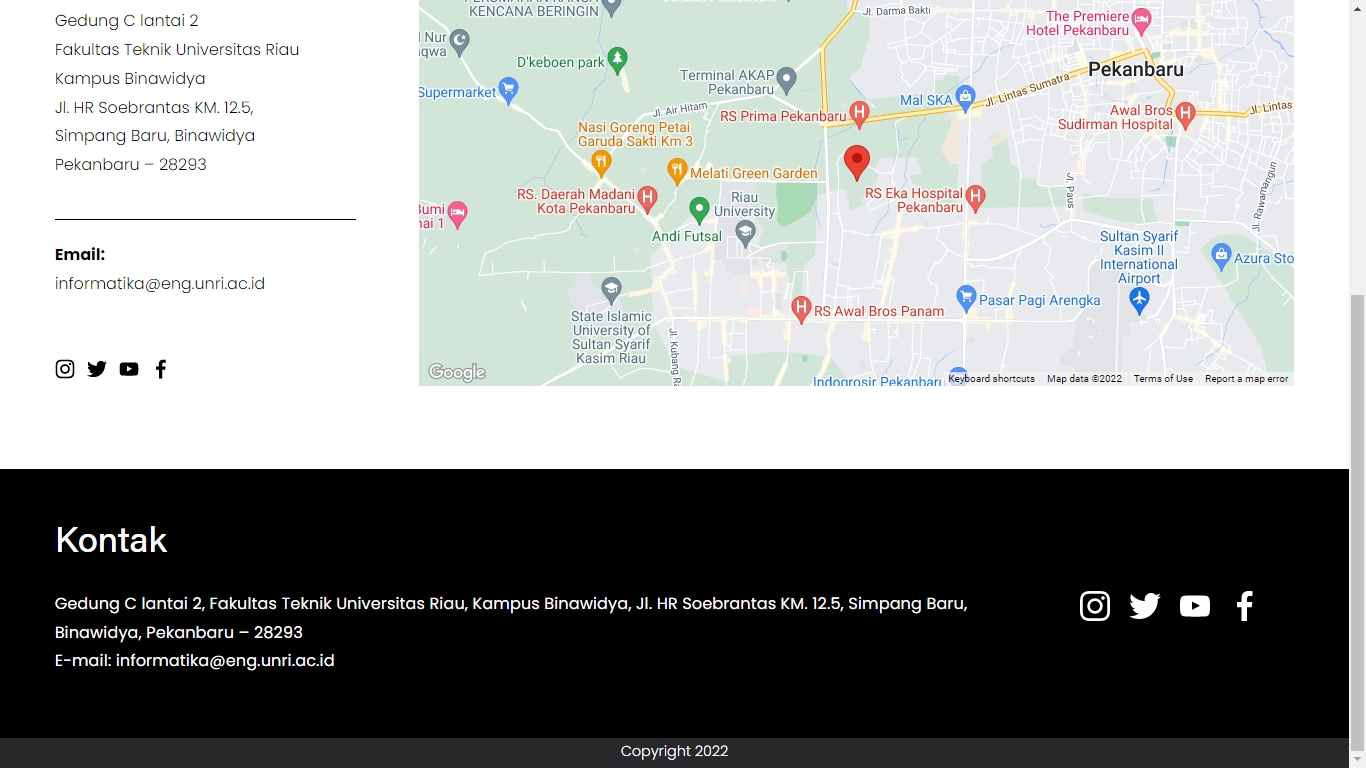 Gedung C lantai 2
Fakultas Teknik Universitas Riau
Kampus Binawidya
Jl. HR Soebrantas KM. 12.5,
Simpang Baru, Binawidya
Pekanbaru – 28293
Email:
informatika@eng.unri.ac.id
KENCANA BERINGIN
Jl. Darma Bakti
The Premiere
Hotel Pekanbaru
Nur
D'keboen park
Terminal AKAP
Pekanbaru
Pekanbaru
Supermarket
Jl. Air Hitam
Mal SKA
Jl. Lintas Sumatra
Jl. Lintas
RS Prima Pekanbaru
Awal Bros
Sudirman Hospital
Nasi Goreng Petai
Garuda Sakti Km 3
Melati Green Garden
RS. Daerah Madani
Kota Pekanbaru
Riau
University
RS Eka Hospital
Pekanbaru
Jl. Paus
Jl. Rawamangun
Bumi
Andi Futsal
Sultan Syarif
Kasim II
International
Airport
Azura Sto
State Islamic
University of
Sultan Syarif
Kasim Riau
Pasar Pagi Arengka
RS Awal Bros Panam
Jl. Kubang Ra
Indogrosir Pekanbaru
Google
Keyboard shortcuts Map data ©2022 Terms of Use Report a map error
Kontak
Gedung C lantai 2, Fakultas Teknik Universitas Riau, Kampus Binawidya, Jl. HR Soebrantas KM. 12.5, Simpang Baru,
Binawidya, Pekanbaru – 28293
E-mail: informatika@eng.unri.ac.id
Copyright 2022